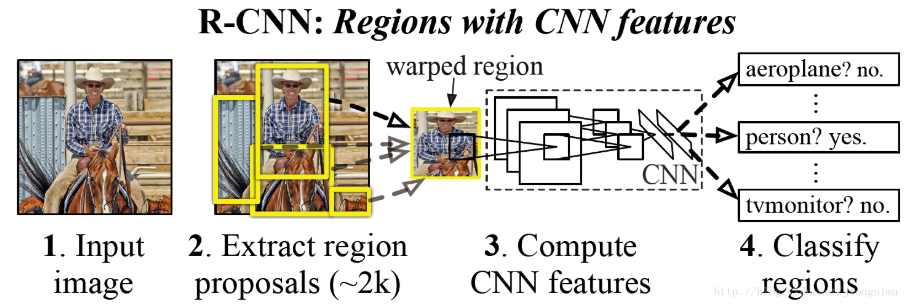 R-CNN: Regions with CNN features
warped region
aeroplane? no.
person? yes.
CNN
tvmonitor? no.
1. Input image
2. Extract region proposals (~2k)
3. Compute CNN features
4. Classify regions